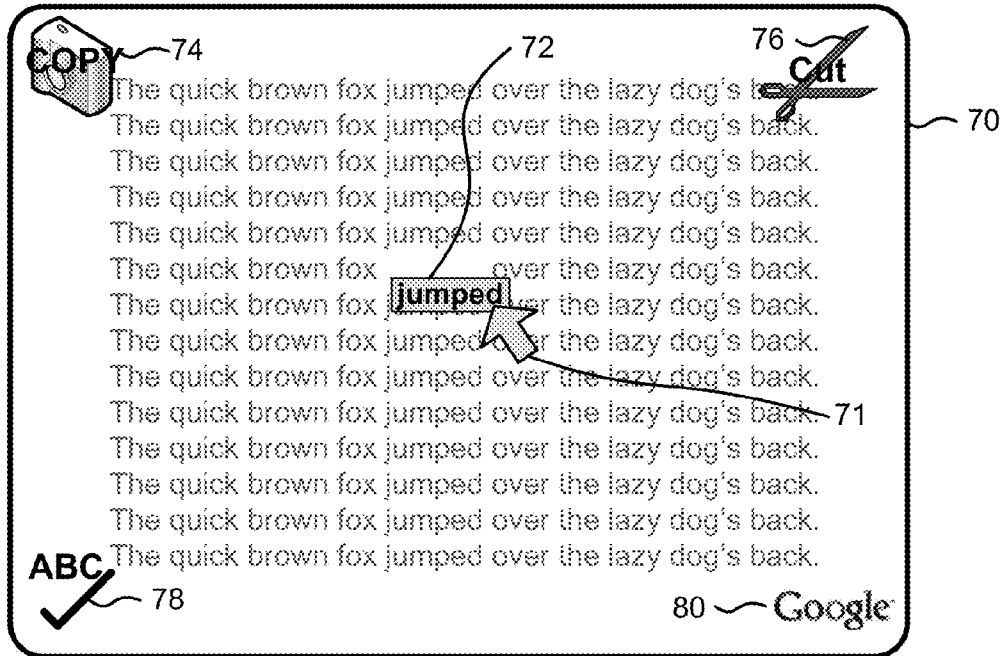 72
76
COPY 74
Cut
The quick brown fox jumped over the lazy dog's
70
The quick brown fox jumped over the lazy dog's back.
The quick brown fox jumped over the lazy dog's back.
The quick brown fox jumped over the lazy dog's back.
The quick brown fox jumped over the lazy dog's back.
The quick brown fox over the lazy dog's back.
jumped
The quick brown fox the lazy dog's back.
The quick brown fox jumped over the lazy dog's back.
The quick brown fox jumped over the lazy dog's back.
The quick brown fox jumped over the lazy dog's back.
71
The quick brown fox jumped over the lazy dog's back.
The quick brown fox jumped over the lazy dog's back.
The quick brown fox jumped over the lazy dog's back.
The quick brown fox jumped over the lazy dog's back.
ABC
78
80 Google